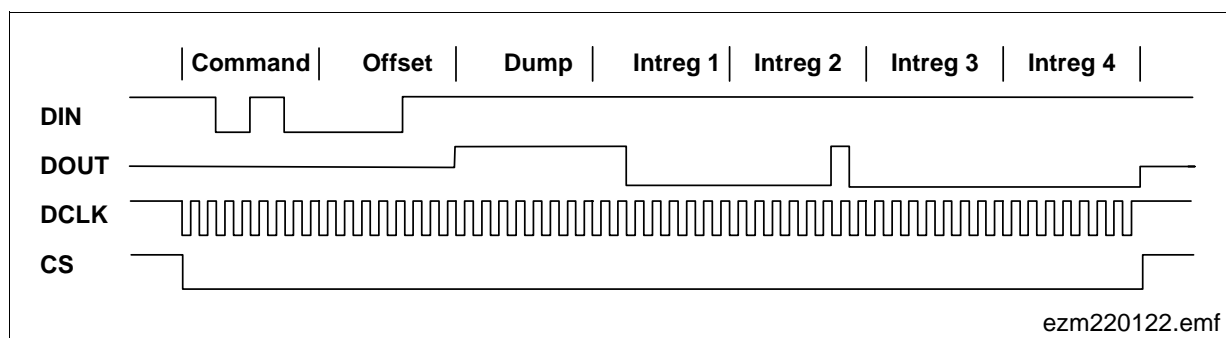 Command Offset Dump Intreg 1 Intreg 2 Intreg 3 Intreg 4
DIN
DOUT
DCLK
CS
ezm220122.emf